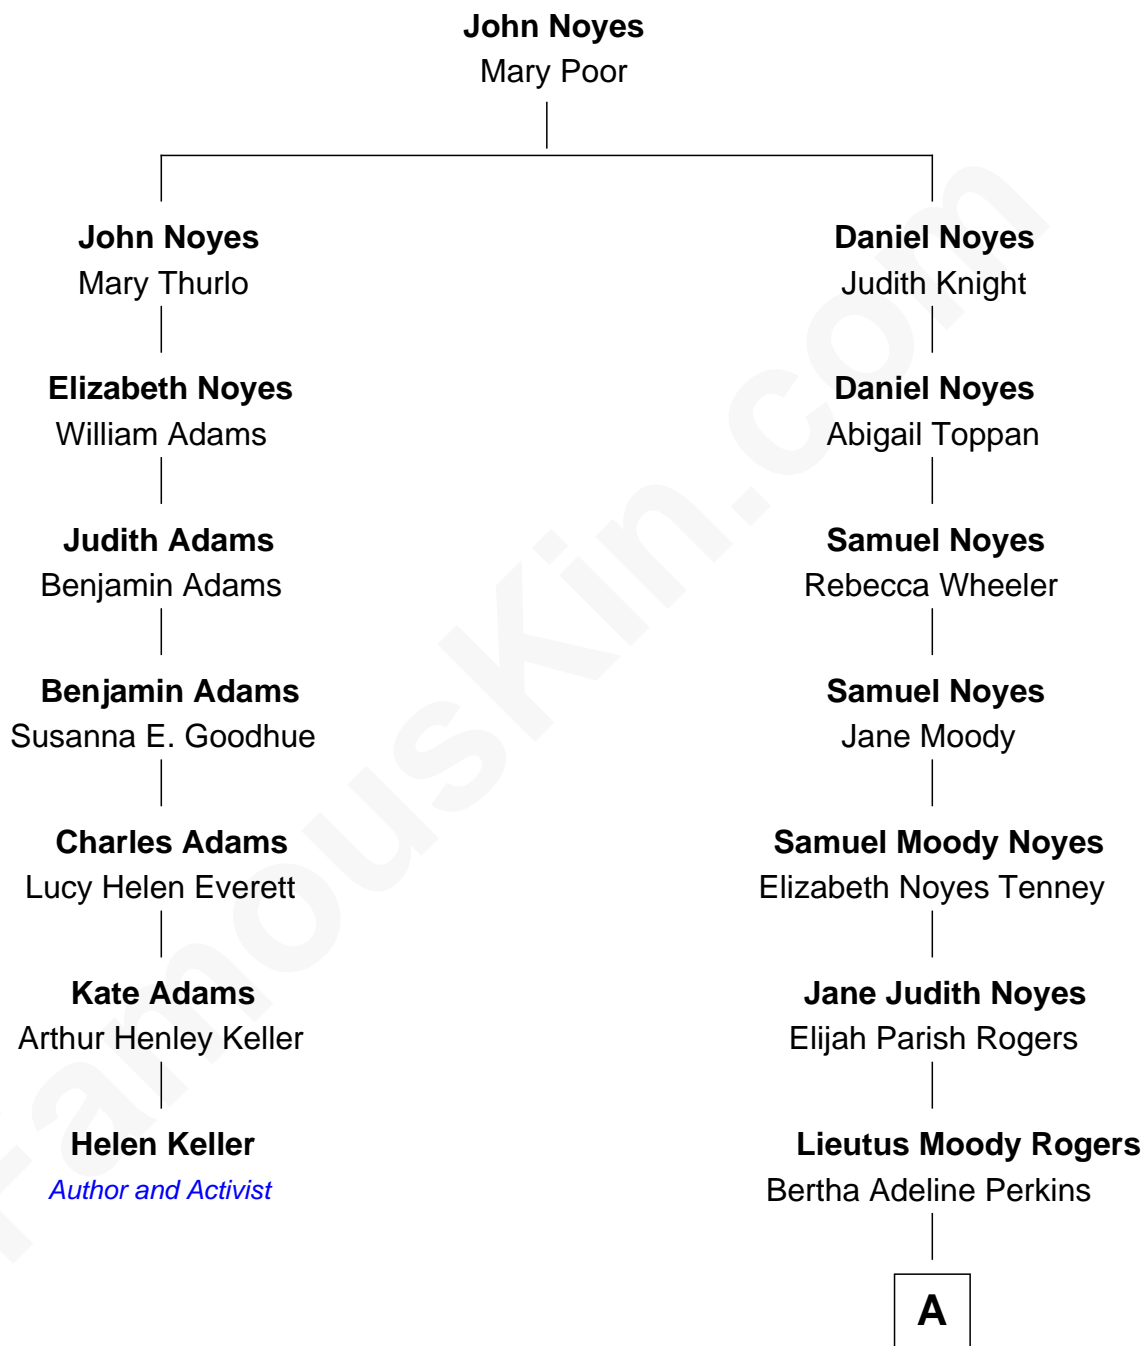 John Noyes
Mary Poor
John Noyes
Mary Thurlo
Daniel Noyes
Judith Knight
Elizabeth Noyes
William Adams
Daniel Noyes
Abigail Toppan
Judith Adams
Benjamin Adams
Samuel Noyes
Rebecca Wheeler
Benjamin Adams
Susanna E. Goodhue
Samuel Noyes
Jane Moody
Charles Adams
Lucy Helen Everett
Samuel Moody Noyes
Elizabeth Noyes Tenney
Kate Adams
Arthur Henley Keller
Jane Judith Noyes
Elijah Parish Rogers
Helen Keller
Author and Activist
Lieutus Moody Rogers
Bertha Adeline Perkins
A
FamousKin.com